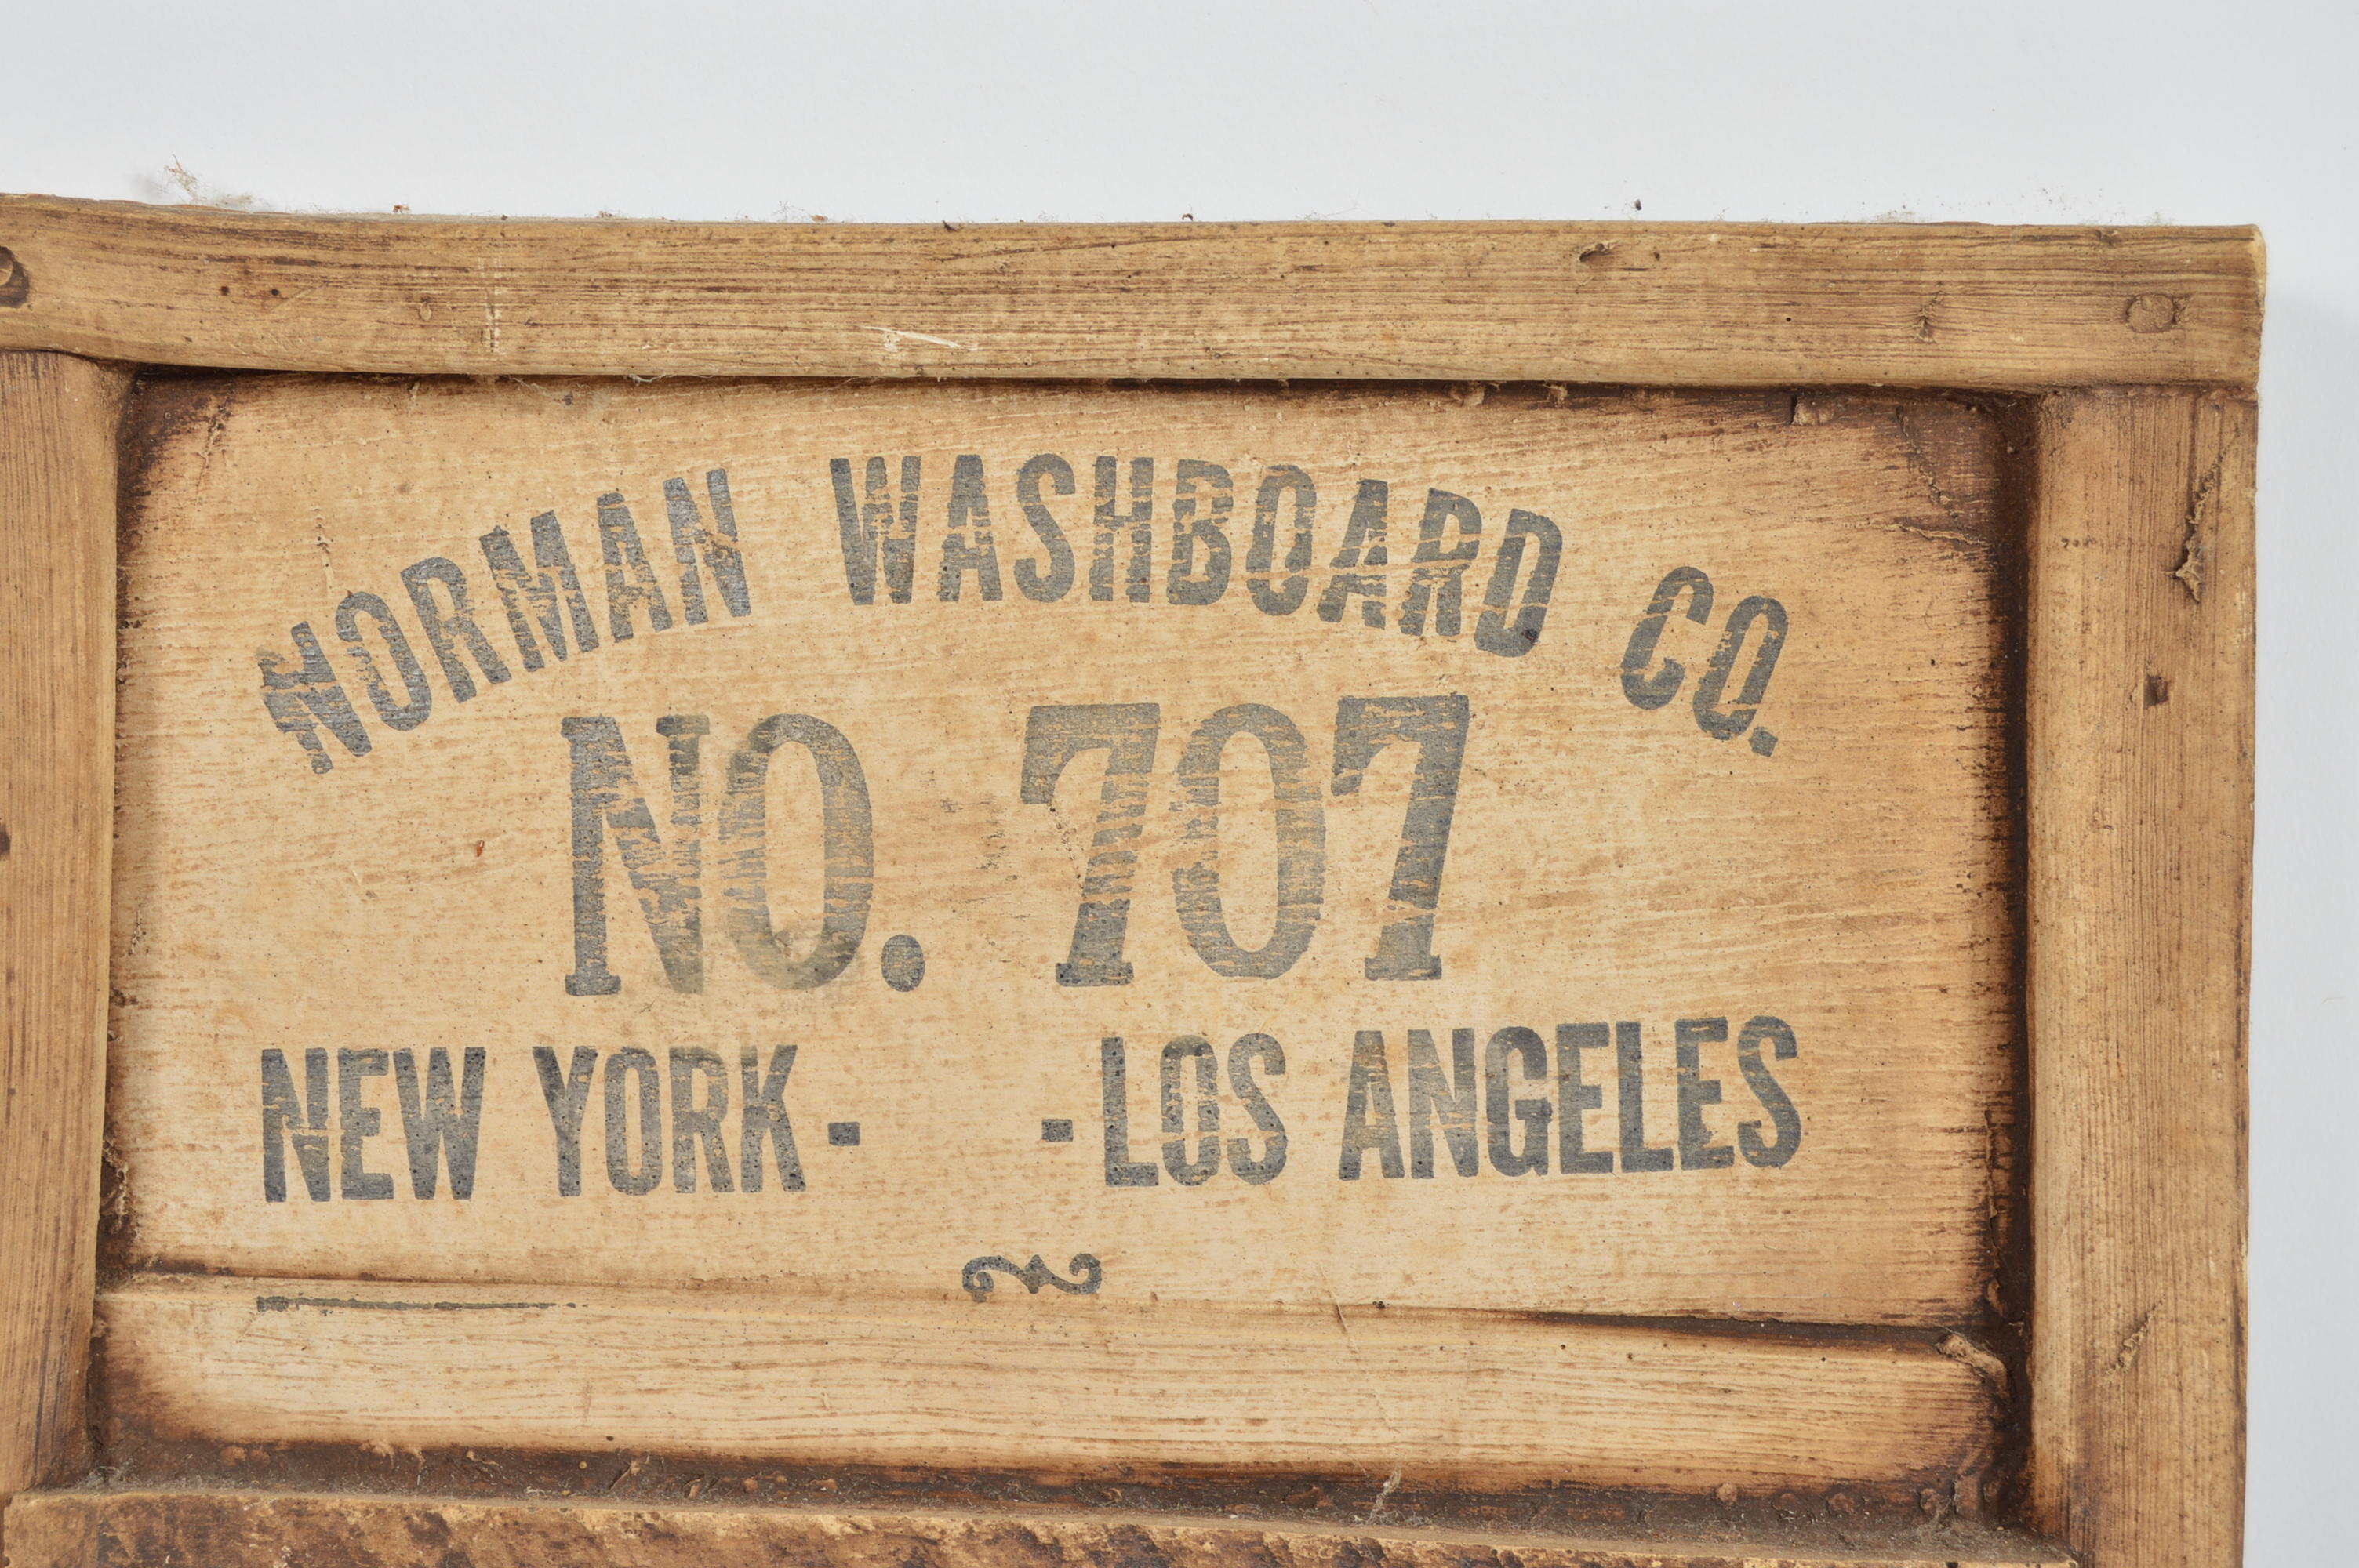 NORMAN WASHBOARD CO.
NO. 707
NEW YORK- -LOS ANGELES